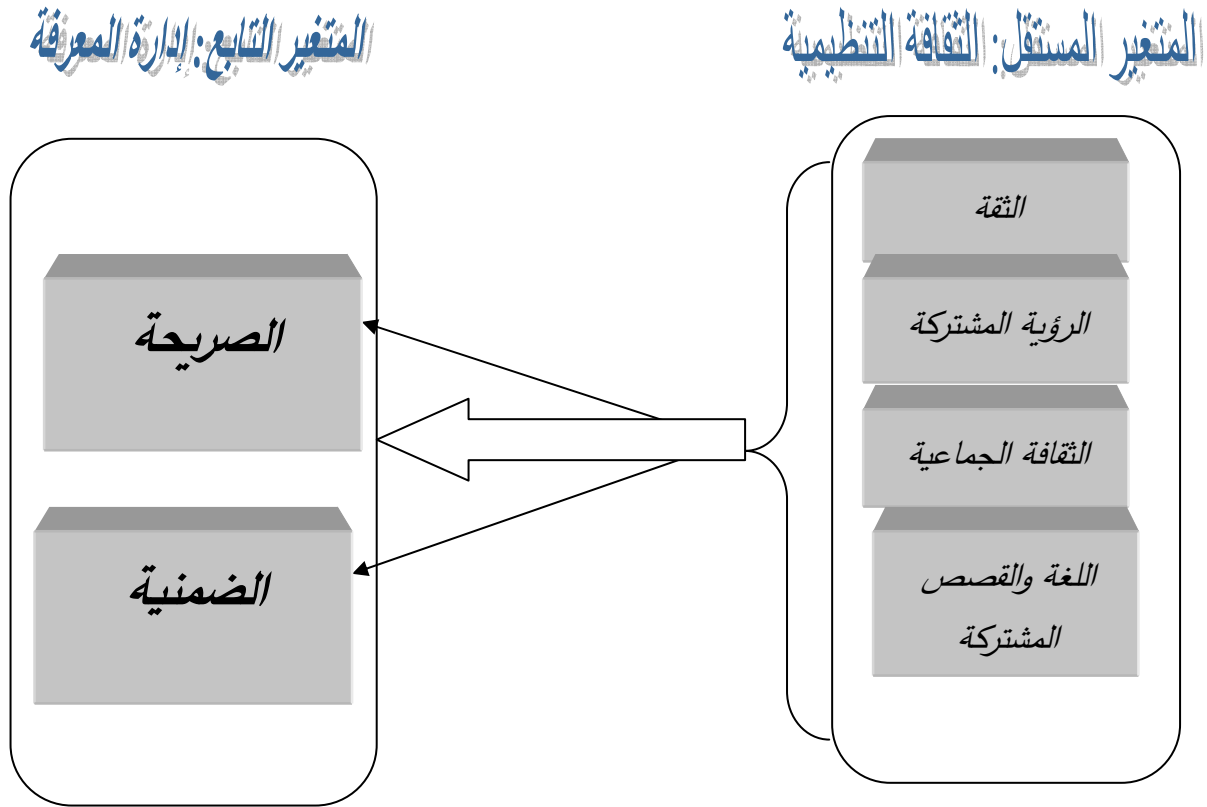 المتغير المستقل: الثقافة التنظيمية
الثقة
الرؤية المشتركة
الثقافة الجماعية
اللغة والقصص
المشتركة
المتغير التابع: إدارة المعرفة
الصريحة
الضمنية